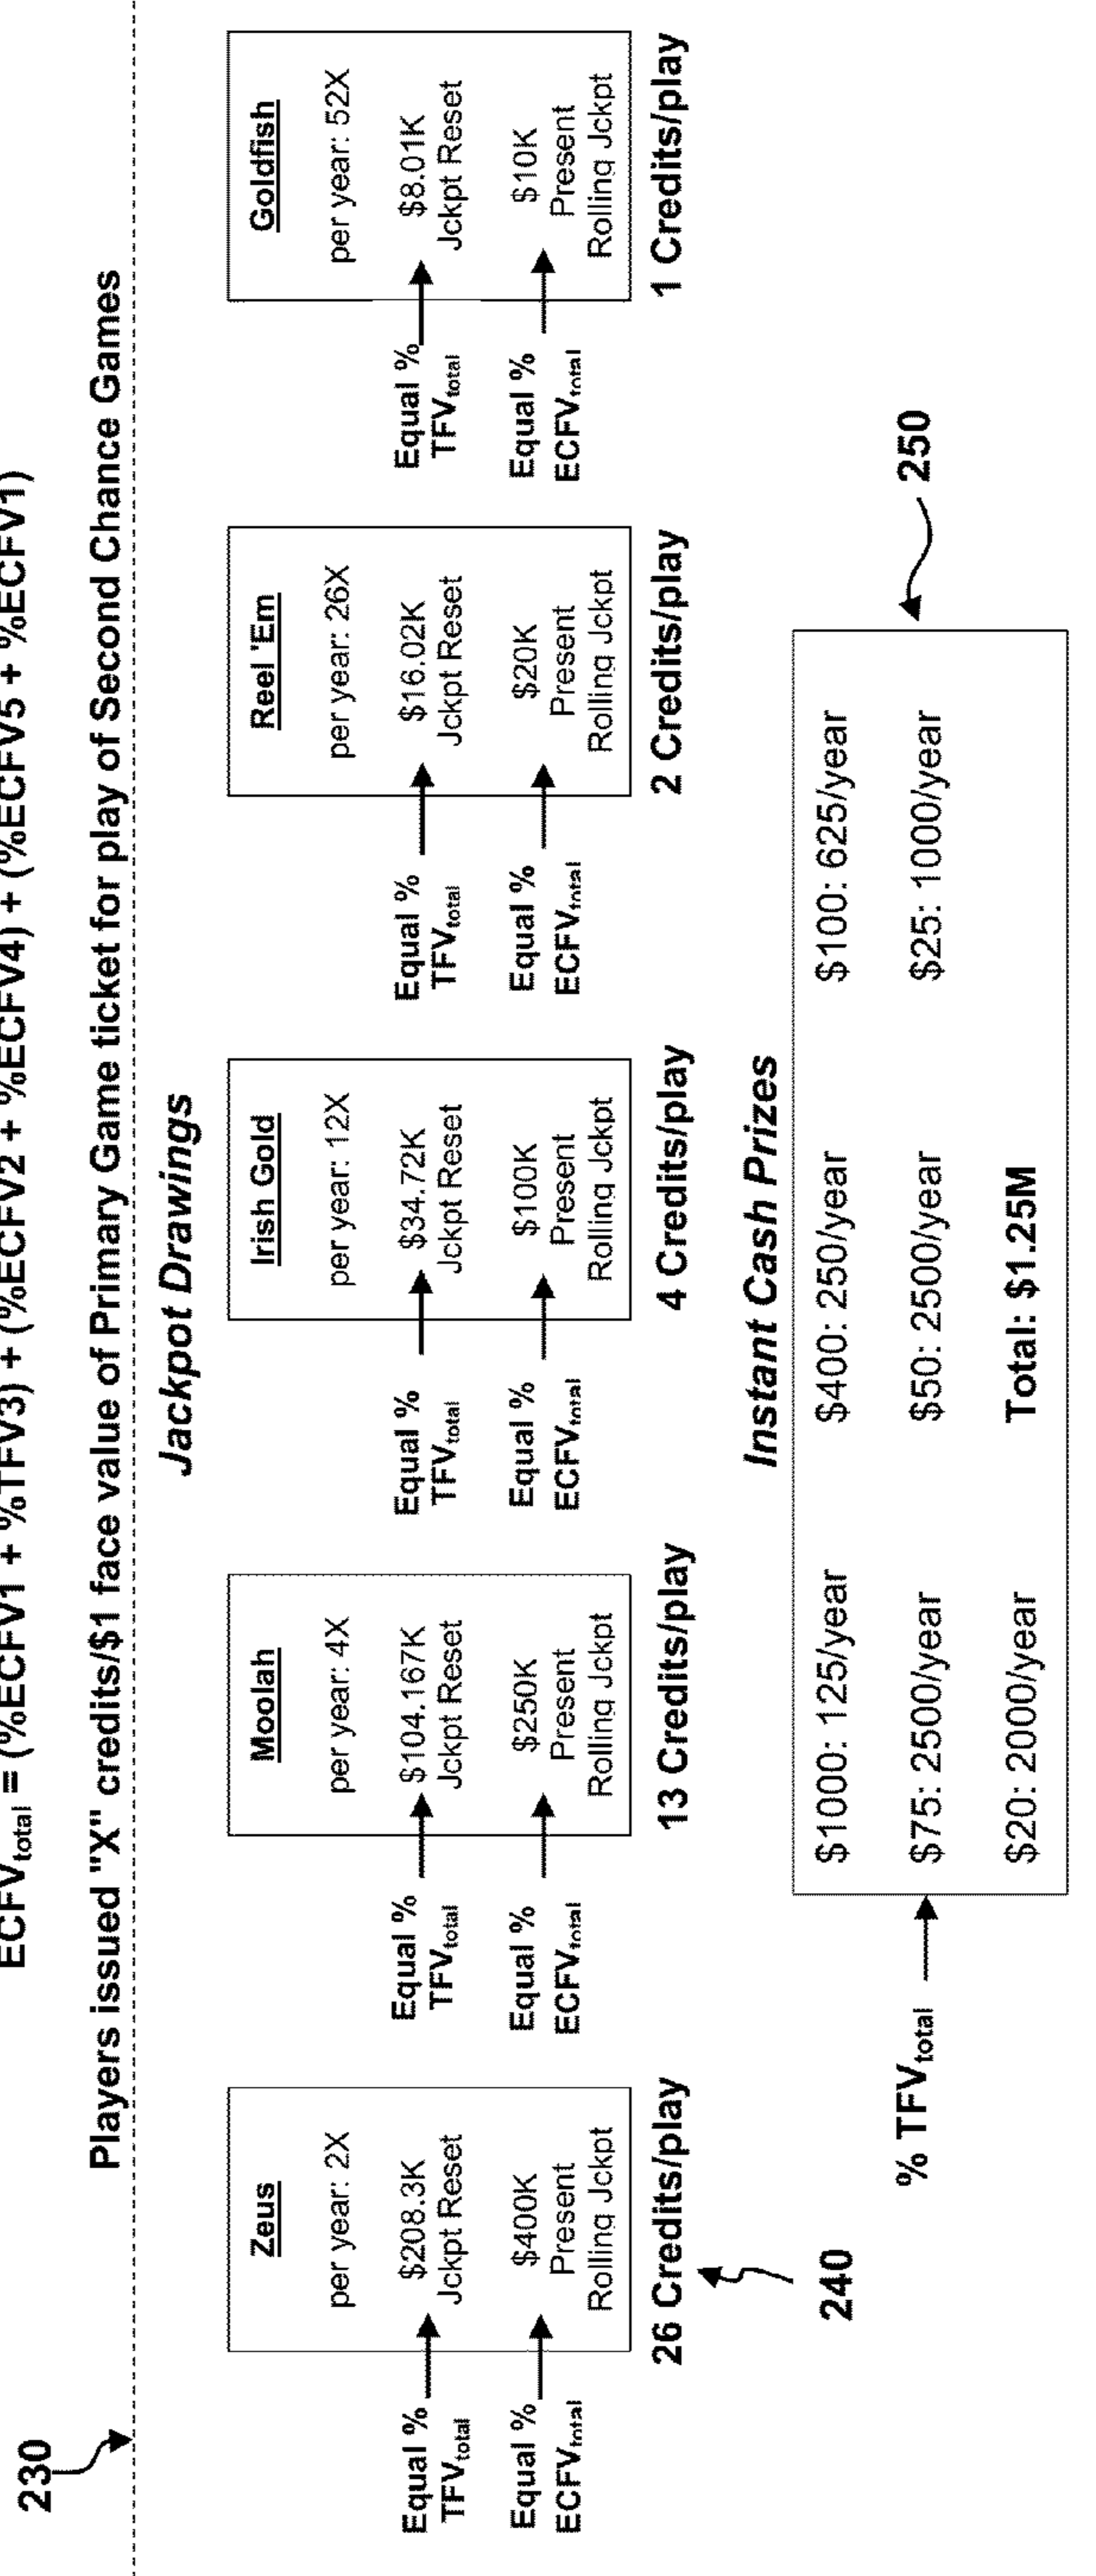 ECFVtotal = (%ECFV1 + %TFV3) + (%ECFV2 + %ECFV4) + (%ECFV5 + %ECFV1)
230
Players issued "X" credits/$1 face value of Primary Game ticket for play of Second Chance Games
Jackpot Drawings
Equal %
TFVtotal
Equal %
ECFVtotal
Zeus
per year: 2X
$208.3K
Jckpt Reset
$400K
Present
Rolling Jckpt
26 Credits/play
240
Equal %
TFVtotal
Equal %
ECFVtotal
Moolah
per year: 4X
$104.167K
Jckpt Reset
$250K
Present
Rolling Jckpt
13 Credits/play
Equal %
TFVtotal
Equal %
ECFVtotal
Irish Gold
per year: 12X
$34.72K
Jckpt Reset
$100K
Present
Rolling Jckpt
4 Credits/play
Equal %
TFVtotal
Equal %
ECFVtotal
Reel 'Em
per year: 26X
$16.02K
Jckpt Reset
$20K
Present
Rolling Jckpt
2 Credits/play
Equal %
TFVtotal
Equal %
ECFVtotal
Goldfish
per year: 52X
$8.01K
Jckpt Reset
$10K
Present
Rolling Jckpt
1 Credits/play
Instant Cash Prizes
% TFVtotal
$1000: 125/year $400: 250/year $100: 625/year
$75: 2500/year $50: 2500/year $25: 1000/year
$20: 2000/year Total: $1.25M
250